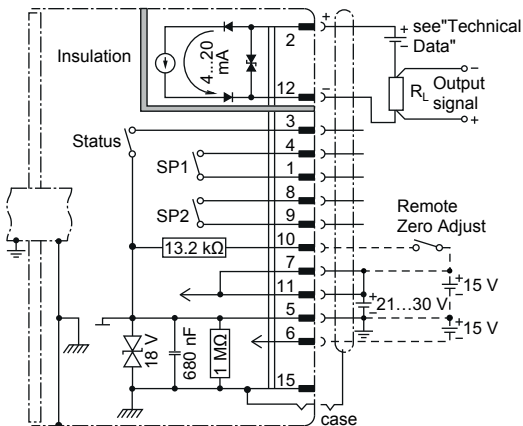 Insulation
4...20
mA
+
2
+
−
see"Technical
Data"
12
−
R_L
−
Output
signal
+
3
Status
4
SP1
1
8
SP2
9
13.2 kΩ
10
Remote
Zero Adjust
7
+
−
15 V
11
+
−
21...30 V
5
+
−
15 V
6
18 V
680 nF
1 MΩ
15
case